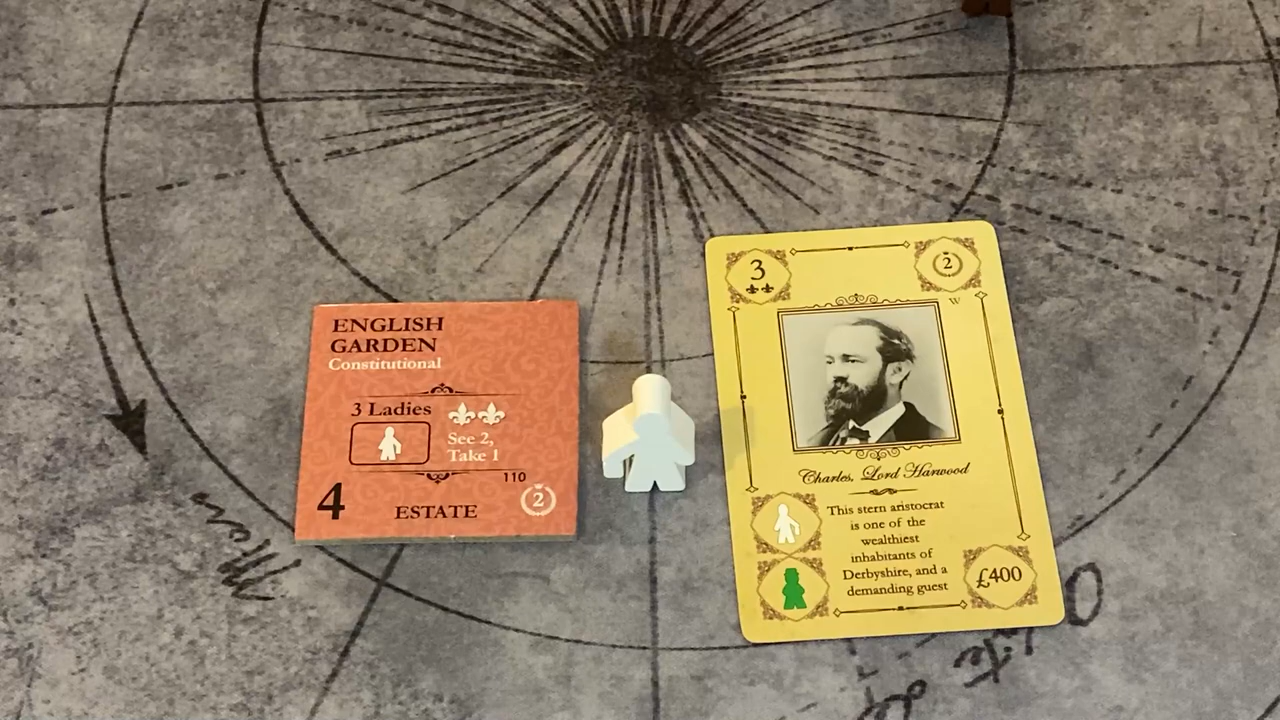 ENGLISH
GARDEN
Constitutional
3 Ladies
See 2,
Take 1
110
4
ESTATE
2
3
2
W
Charles, Lord Harwood
This stern aristocrat
is one of the
wealthiest
inhabitants of
Derbyshire, and a
demanding guest
£400